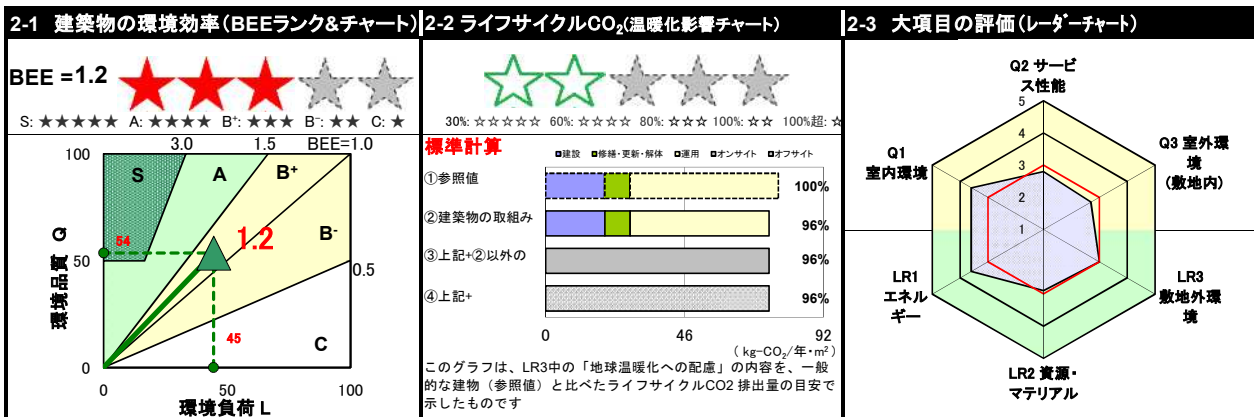 2-1 建築物の環境効率(BEEランク&チャート)
BEE =1.2
S: ★★★★★ A: ★★★★ B⁺: ★★★ B⁻: ★★ C: ★
3.0
1.5
BEE=1.0
100
S
A
B⁺
54
1.2
B⁻
50
0.5
45
C
環境品質 Q
0
0
50
100
環境負荷 L
2-2 ライフサイクルCO₂(温暖化影響チャート)
30%: ☆☆☆☆☆ 60%: ☆☆☆☆ 80%: ☆☆☆ 100%: ☆☆ 100%超: ☆
標準計算
■建設 ■修繕・更新・解体 □運用 ■オンサイト ■オフサイト
①参照値
100%
②建築物の取組み
96%
③上記+②以外の
96%
④上記+
96%
0
46
92
( kg-CO₂/年・m²)
このグラフは、LR3中の「地球温暖化への配慮」の内容を、一般
的な建物（参照値）と比べたライフサイクルCO2 排出量の目安で
示したものです
2-3 大項目の評価(レーダーチャート)
Q2 サービ
ス性能
5
4
3
2
1
Q1
室内環境
Q3 室外環
境
(敷地内)
LR1
エネル
ギー
LR3
敷地外環
境
LR2 資源・
マテリアル